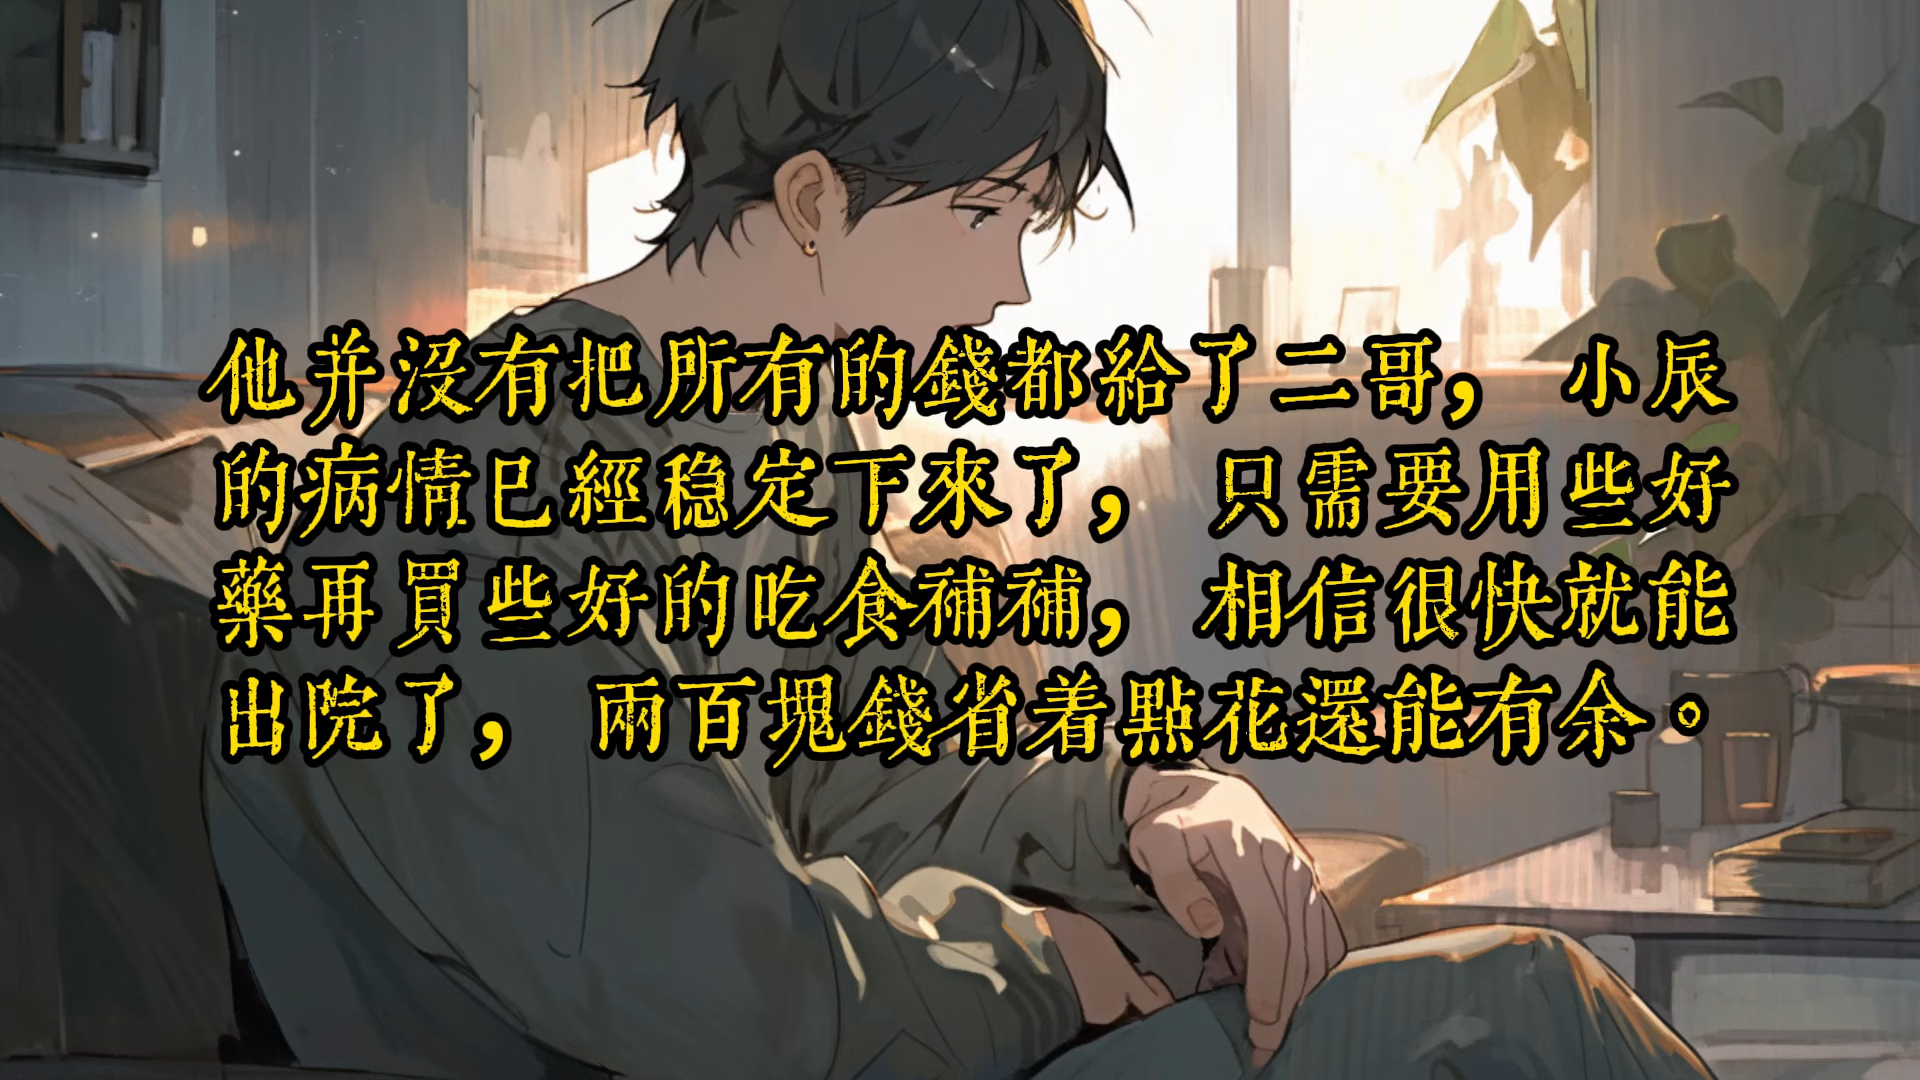 他并沒有把所有的錢都給了二哥，小辰
的病情已經稳定下來了，只需要用些好
藥再買些好的吃食補補，相信很快就能
出院了，兩百塊錢省着點花還能有余。